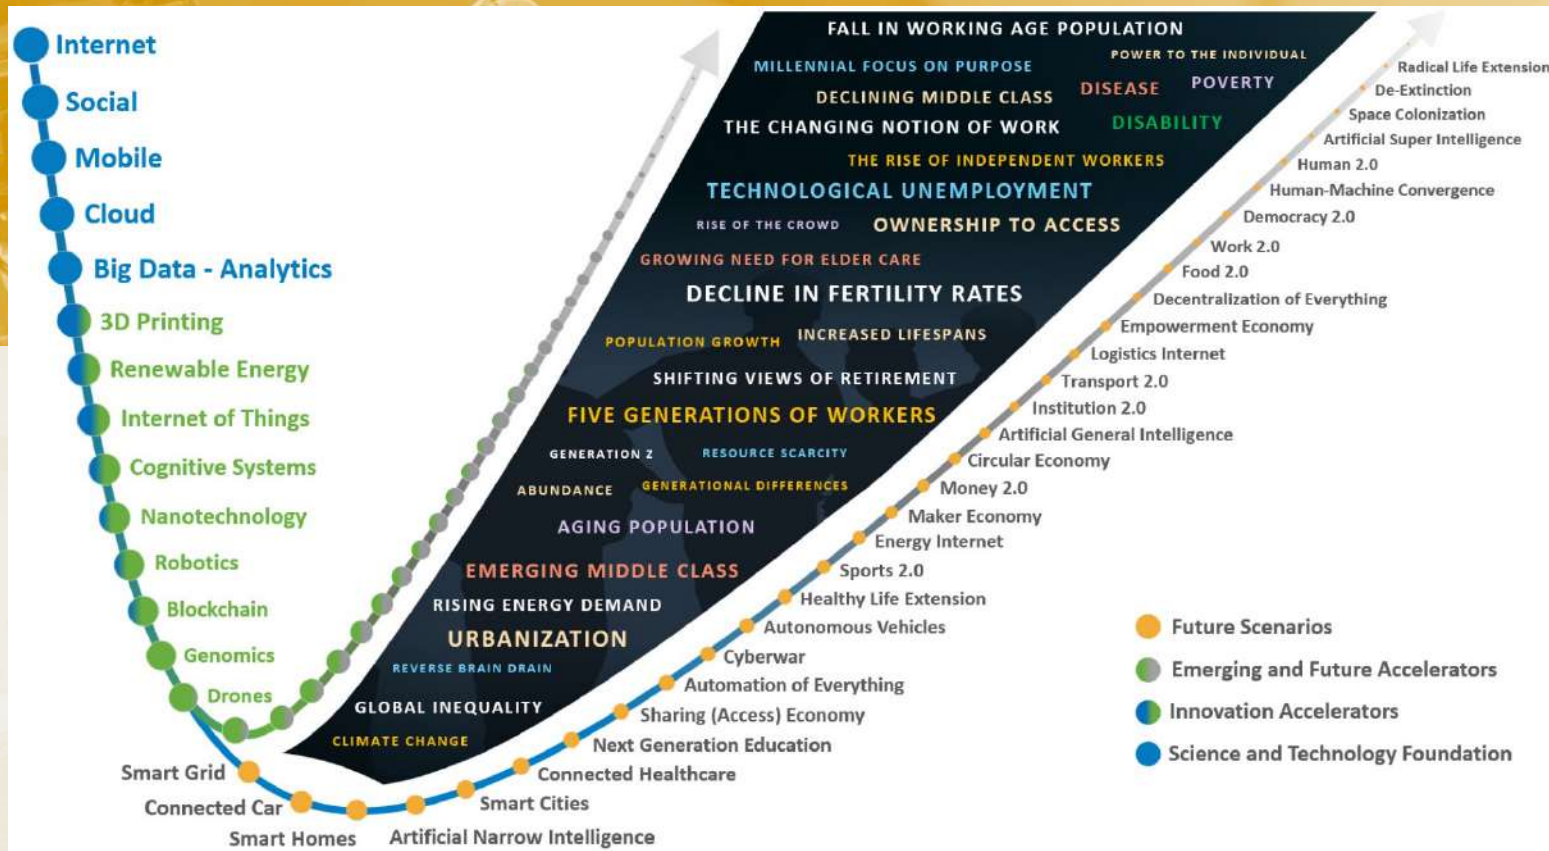 Internet
Social
Mobile
Cloud
Big Data - Analytics
3D Printing
Renewable Energy
Internet of Things
Cognitive Systems
Nanotechnology
Robotics
Blockchain
Genomics
Drones
Smart Grid
Connected Car
Smart Homes
Artificial Narrow Intelligence
Smart Cities
Connected Healthcare
Next Generation Education
Sharing (Access) Economy
Automation of Everything
Cyberwar
Autonomous Vehicles
Healthy Life Extension
Sports 2.0
Energy Internet
Maker Economy
Money 2.0
Circular Economy
Artificial General Intelligence
Institution 2.0
Transport 2.0
Logistics Internet
Empowerment Economy
Decentralization of Everything
Food 2.0
Work 2.0
Democracy 2.0
Human-Machine Convergence
Human 2.0
Artificial Super Intelligence
Space Colonization
De-Extinction
Radical Life Extension
FALL IN WORKING AGE POPULATION
POWER TO THE INDIVIDUAL
MILLENNIAL FOCUS ON PURPOSE
DISEASE
POVERTY
DECLINING MIDDLE CLASS
THE CHANGING NOTION OF WORK
DISABILITY
THE RISE OF INDEPENDENT WORKERS
TECHNOLOGICAL UNEMPLOYMENT
RISE OF THE CROWD
OWNERSHIP TO ACCESS
GROWING NEED FOR ELDER CARE
DECLINE IN FERTILITY RATES
POPULATION GROWTH
INCREASED LIFESPANS
SHIFTING VIEWS OF RETIREMENT
FIVE GENERATIONS OF WORKERS
GENERATION Z
RESOURCE SCARCITY
ABUNDANCE
GENERATIONAL DIFFERENCES
AGING POPULATION
EMERGING MIDDLE CLASS
RISING ENERGY DEMAND
URBANIZATION
REVERSE BRAIN DRAIN
GLOBAL INEQUALITY
CLIMATE CHANGE
Future Scenarios
Emerging and Future Accelerators
Innovation Accelerators
Science and Technology Foundation